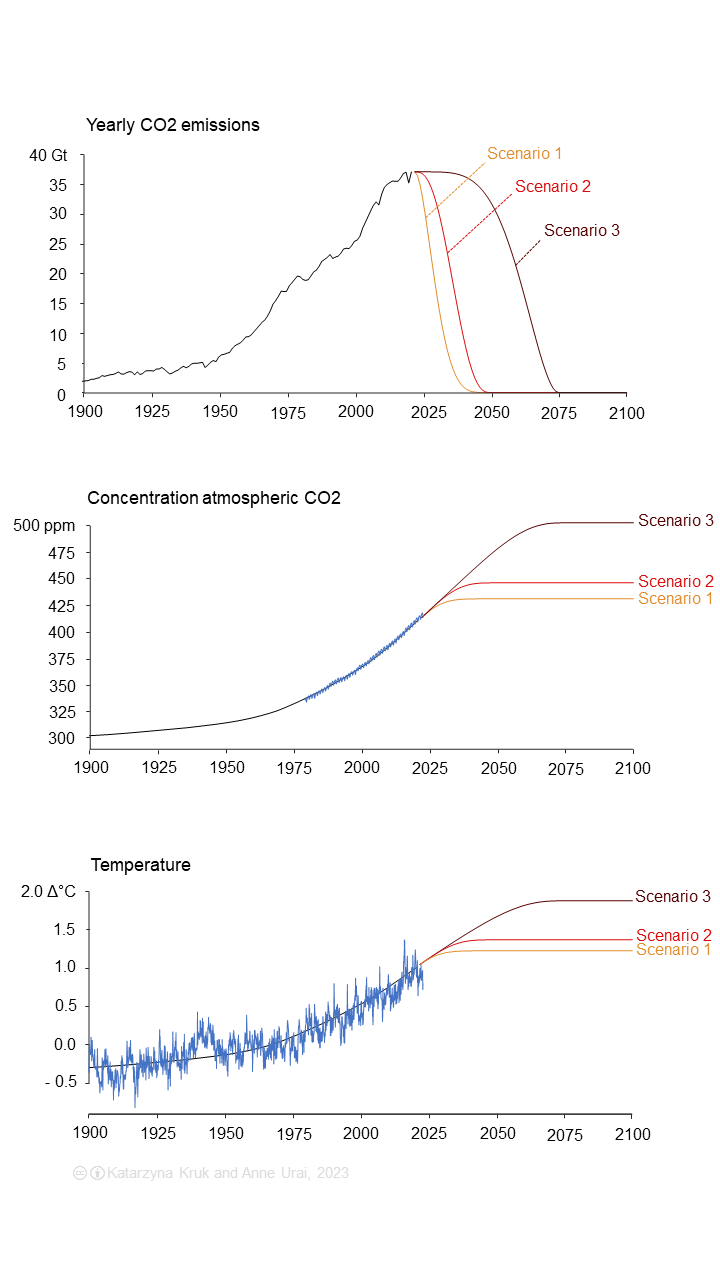 Yearly CO2 emissions
40 Gt
35
30
25
20
15
10
5
0
Scenario 1
Scenario 2
Scenario 3
1900 1925 1950 1975 2000 2025 2050 2075 2100
Concentration atmospheric CO2
500 ppm
475
450
425
400
375
350
325
300
Scenario 3
Scenario 2
Scenario 1
1900 1925 1950 1975 2000 2025 2050 2075 2100
Temperature
2.0 Δ°C
1.5
1.0
0.5
0.0
- 0.5
Scenario 3
Scenario 2
Scenario 1
1900 1925 1950 1975 2000 2025 2050 2075 2100
cc Katarzyna Kruk and Anne Urai, 2023